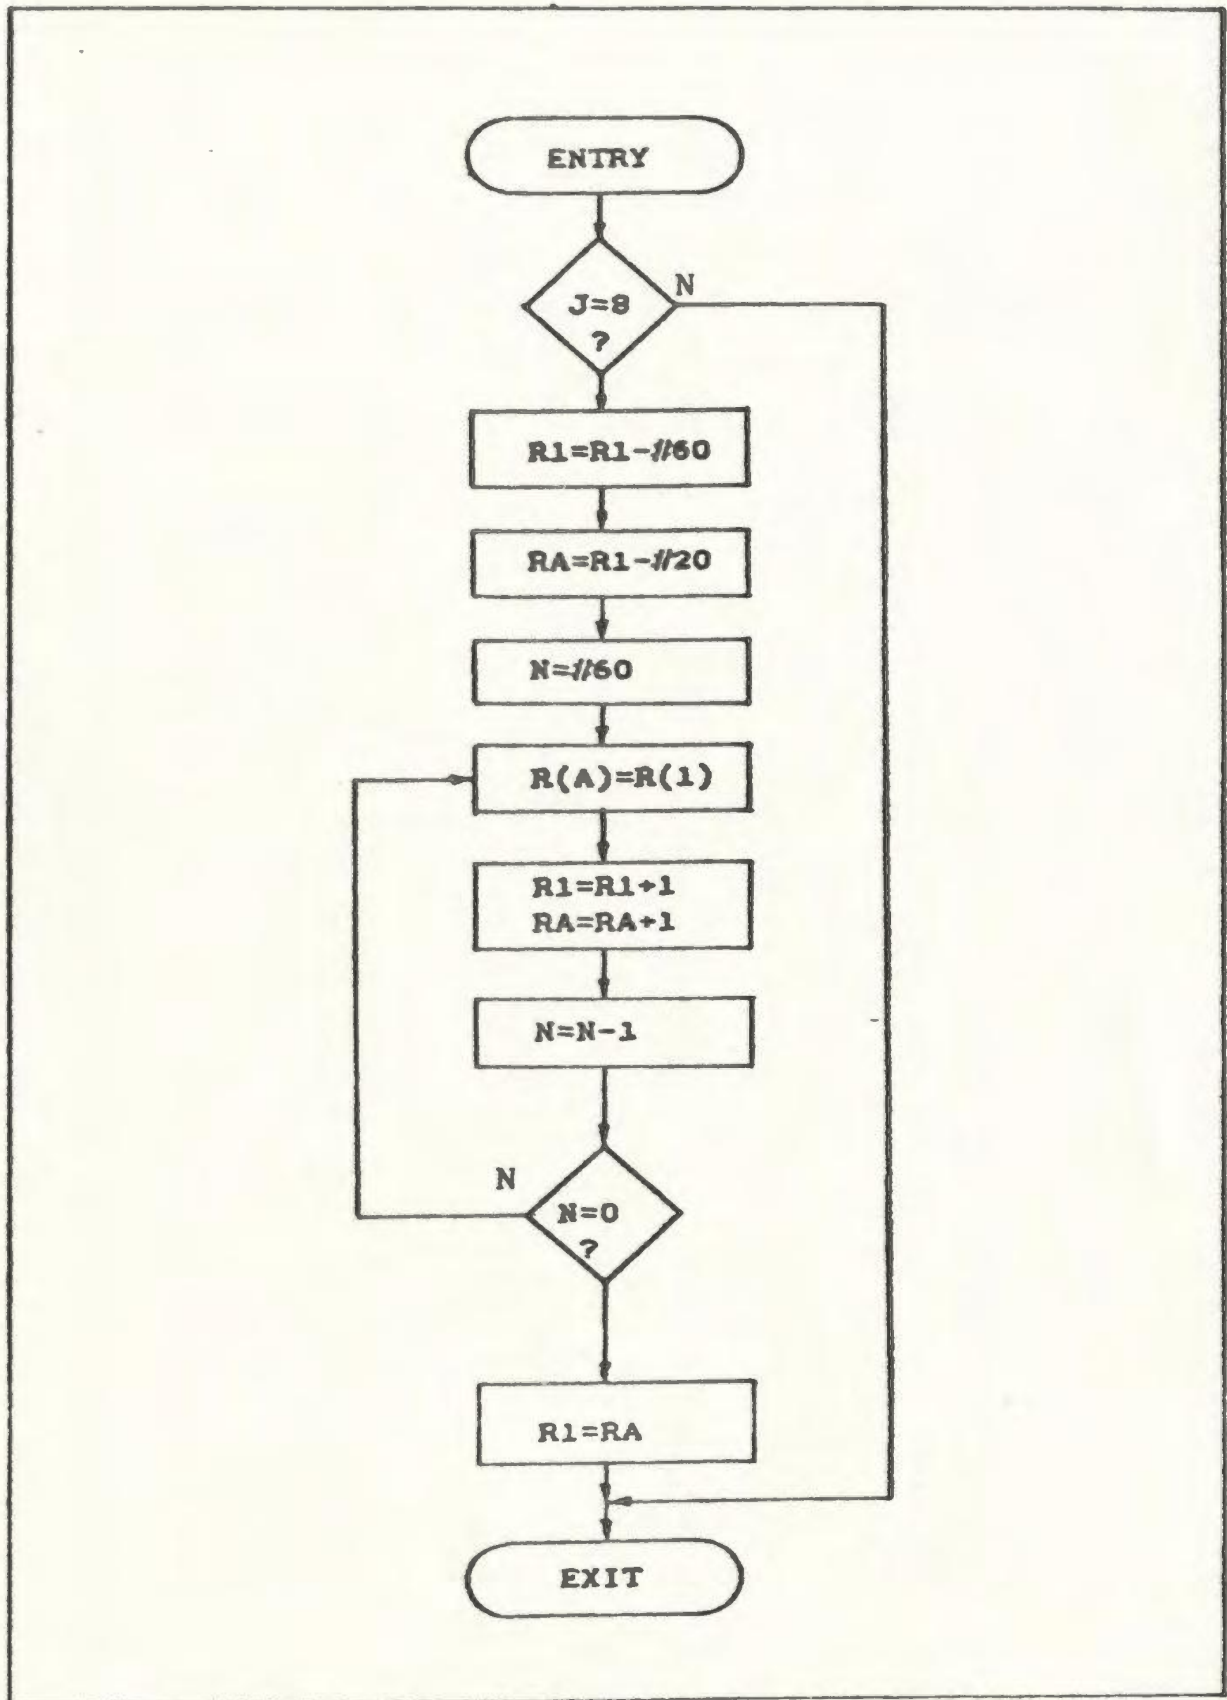 ENTRY
J=8
?
N
R1=R1-#60
RA=R1-#20
N=#60
R(A)=R(1)
R1=R1+1
RA=RA+1
N=N-1
N
N=0
?
R1=RA
EXIT